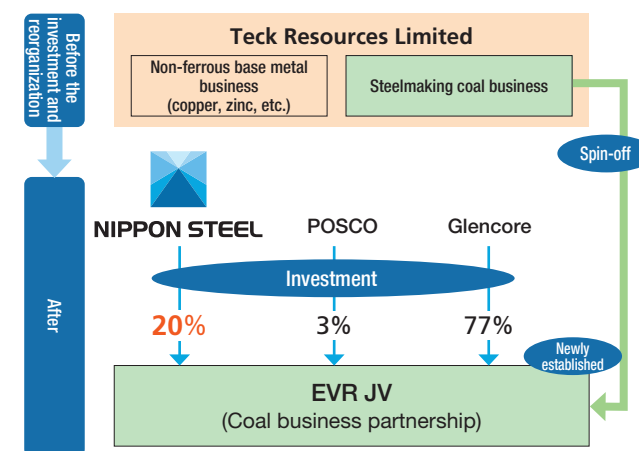 Before the
investment and
reorganization
Teck Resources Limited
Non-ferrous base metal
business
(copper, zinc, etc.)
Steelmaking coal business
Spin-off
After
NIPPON STEEL
POSCO
Glencore
Investment
20%
3%
77%
Newly
established
EVR JV
(Coal business partnership)